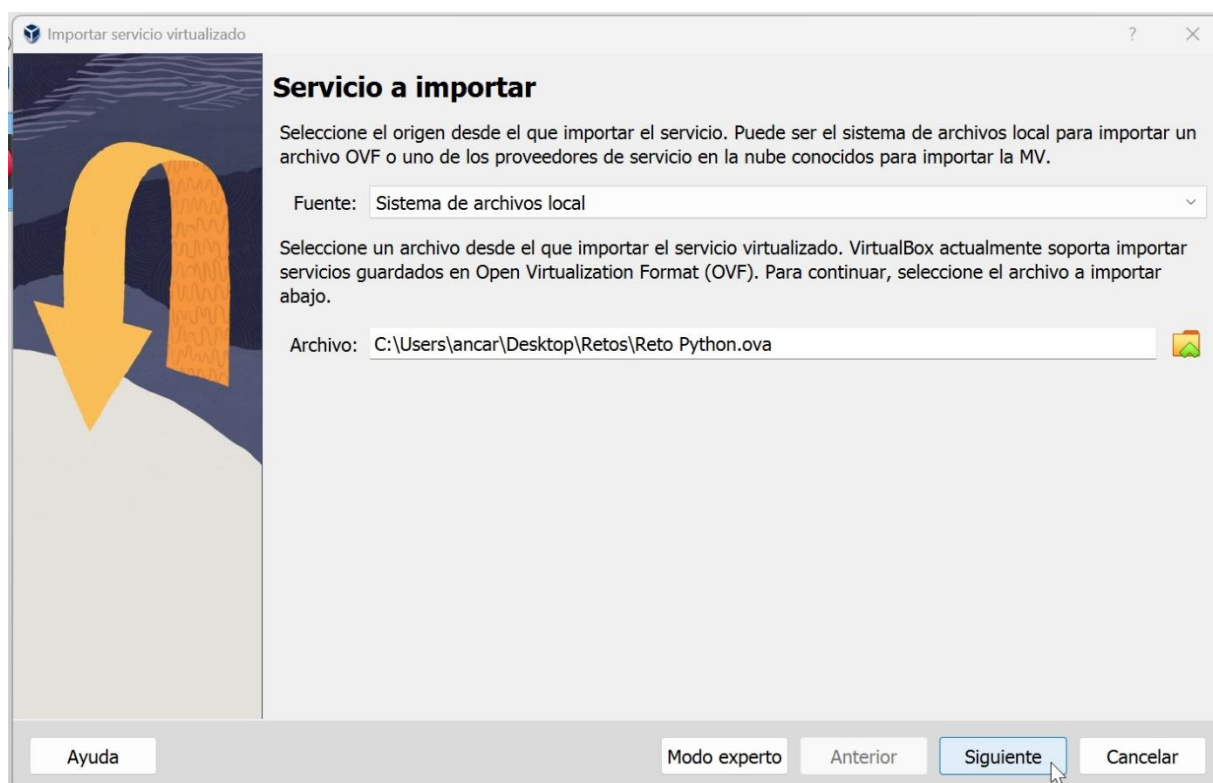 Importar servicio virtualizado
Servicio a importar
Seleccione el origen desde el que importar el servicio. Puede ser el sistema de archivos local para importar un
archivo OVF o uno de los proveedores de servicio en la nube conocidos para importar la MV.
Fuente: Sistema de archivos local
Seleccione un archivo desde el que importar el servicio virtualizado. VirtualBox actualmente soporta importar
servicios guardados en Open Virtualization Format (OVF). Para continuar, seleccione el archivo a importar
abajo.
Archivo: C:\Users\ancar\Desktop\Retos\Reto Python.ova
Ayuda Modo experto Anterior Siguiente Cancelar